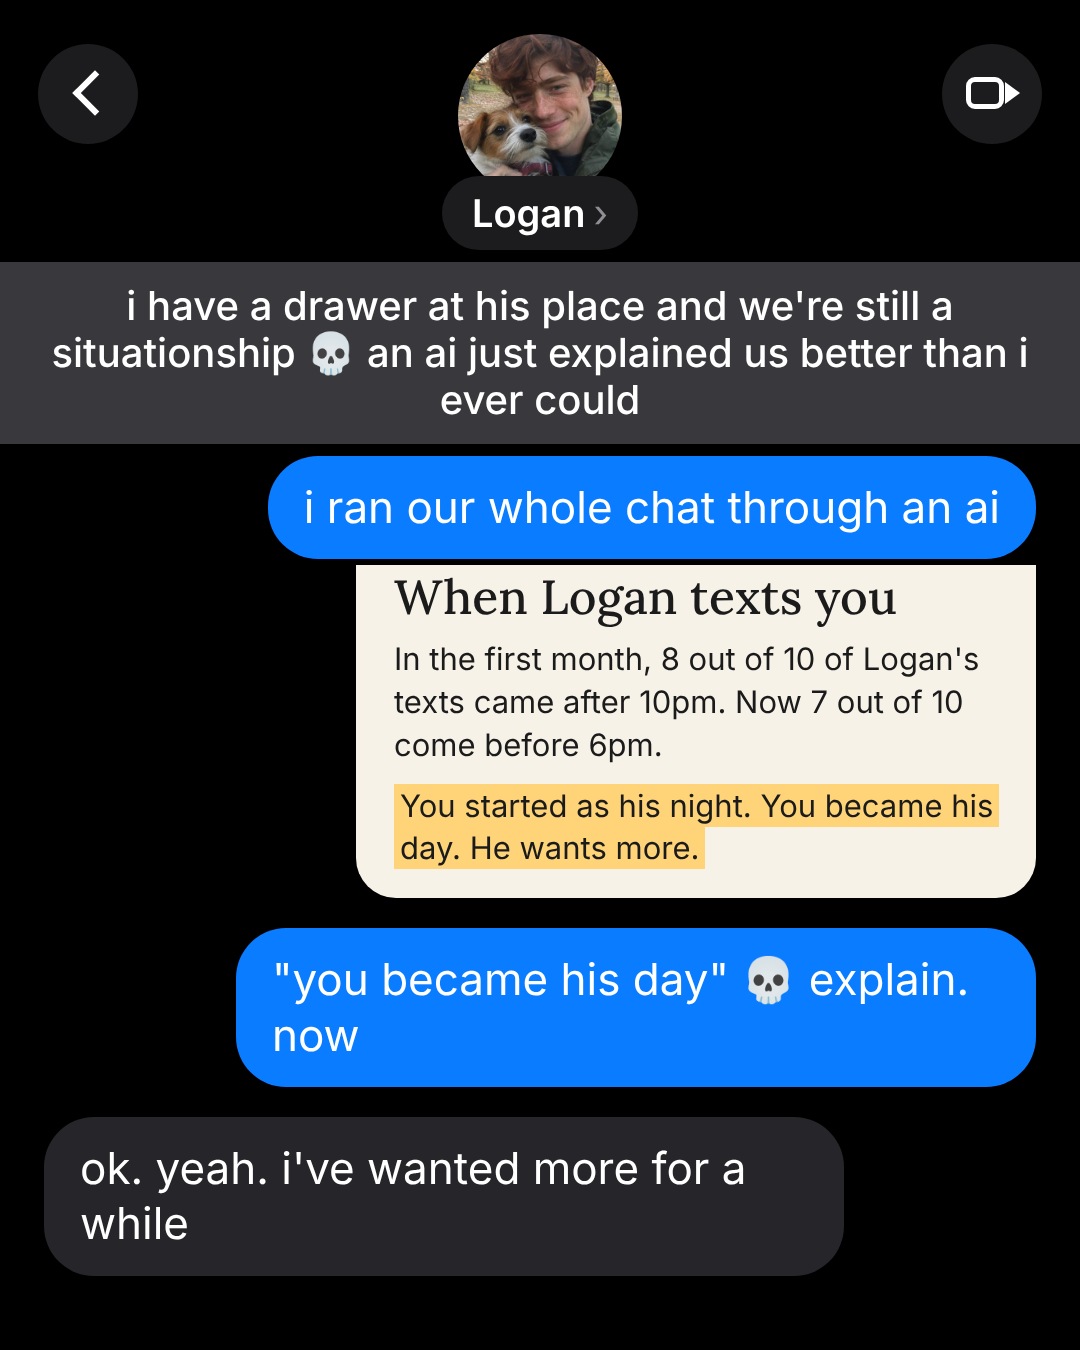 Logan ›
i have a drawer at his place and we're still a
situationship 💀 an ai just explained us better than i
ever could
i ran our whole chat through an ai
When Logan texts you
In the first month, 8 out of 10 of Logan's
texts came after 10pm. Now 7 out of 10
come before 6pm.
You started as his night. You became his
day. He wants more.
"you became his day" 💀 explain.
now
ok. yeah. i've wanted more for a
while